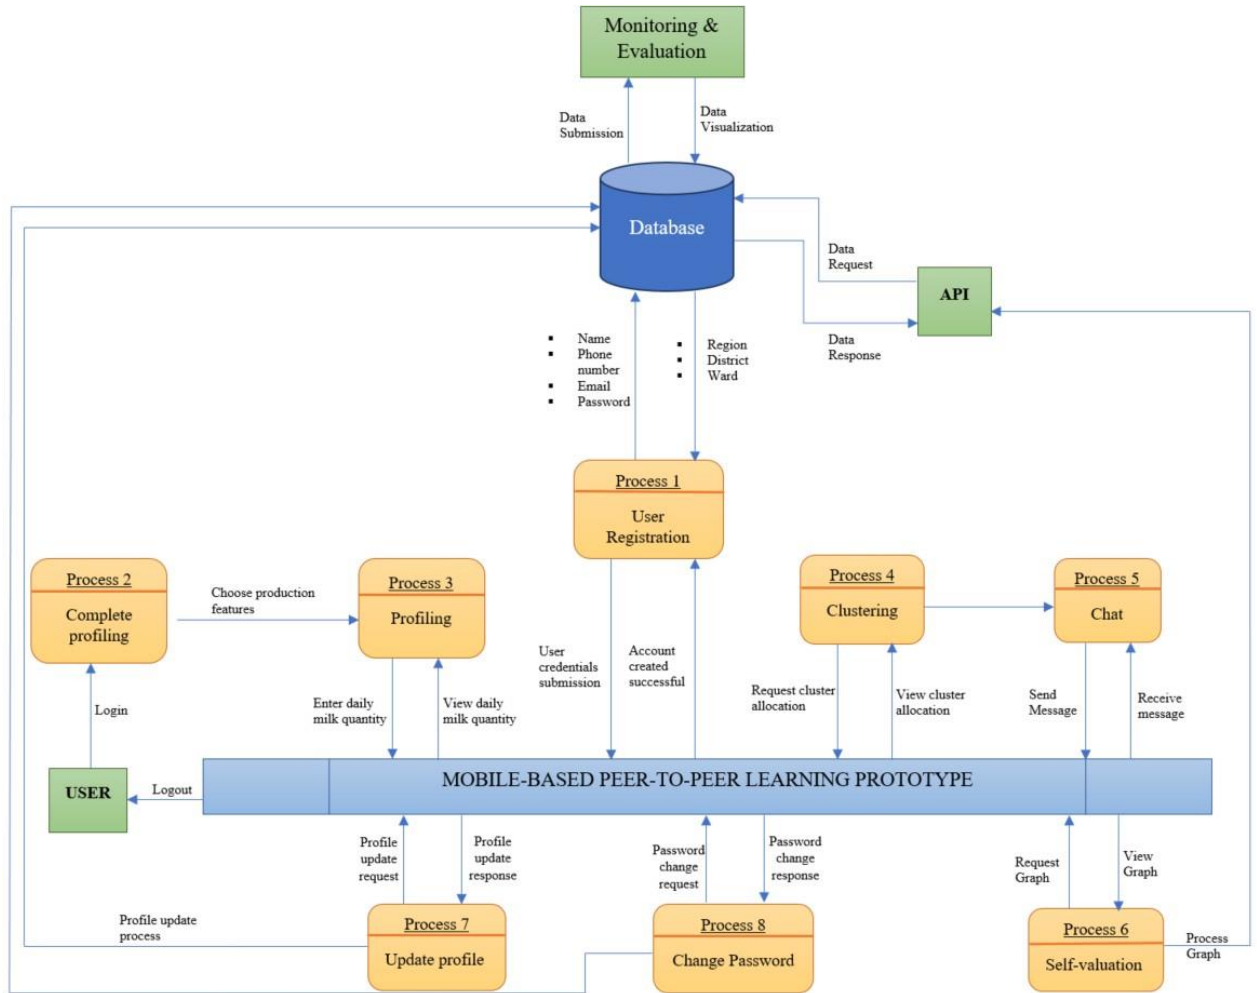 Monitoring &
Evaluation
Data
Submission
Data
Visualization
Database
Data
Request
API
Data
Response
▪ Name
▪ Phone
number
▪ Email
▪ Password
▪ Region
▪ District
▪ Ward
Process 1
User
Registration
Process 2
Complete
profiling
Choose production
features
Process 3
Profiling
Process 4
Clustering
Process 5
Chat
User
credentials
submission
Account
created
successful
Login
Enter daily
milk quantity
View daily
milk quantity
Request cluster
allocation
View cluster
allocation
Send
Message
Receive
message
USER
Logout
MOBILE-BASED PEER-TO-PEER LEARNING PROTOTYPE
Profile
update
request
Profile
update
response
Password
change
request
Password
change
response
Request
Graph
View
Graph
Profile update
process
Process 7
Update profile
Process 8
Change Password
Process 6
Self-valuation
Process
Graph